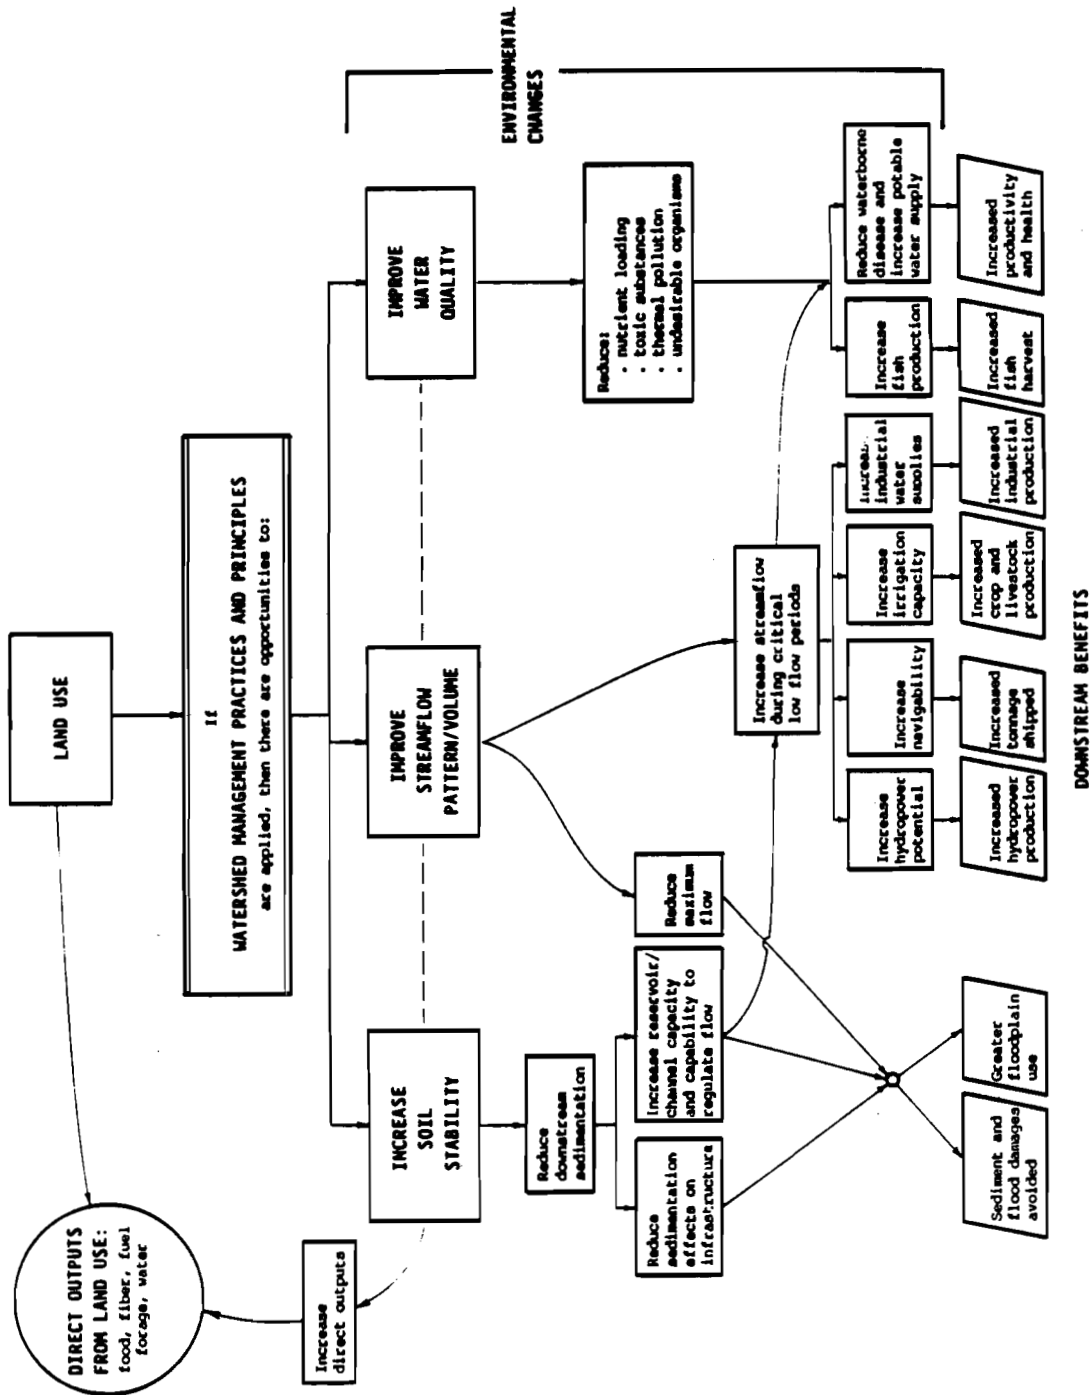 LAND USE
DIRECT OUTPUTS
FROM LAND USE:
food, fiber, fuel
forage, water
If
WATERSHED MANAGEMENT PRACTICES AND PRINCIPLES
are applied, then there are opportunities to:
Increase
direct outputs
INCREASE
SOIL
STABILITY
IMPROVE
STREAMFLOW
PATTERN/VOLUME
IMPROVE
WATER
QUALITY
ENVIRONMENTAL
CHANGES
Reduce
downstream
sedimentation
Reduce:
. nutrient loading
. toxic substances
. thermal pollution
. undesirable organisms
Reduce
sedimentation
effects on
infrastructure
Increase reservoir/
channel capacity
and capability to
regulate flow
Reduce
maximum
flow
Increase streamflow
during critical
low flow periods
Increase
hydropower
potential
Increase
navigability
Increase
irrigation
capacity
Increase
industrial
water
supplies
Increase
fish
production
Reduce waterborne
disease and
increase potable
water supply
Sediment and
flood damages
avoided
Greater
floodplain
use
Increased
hydropower
production
Increased
tonnage
shipped
Increased
crop and
livestock
production
Increased
industrial
production
Increased
fish
harvest
Increased
productivity
and health
DOWNSTREAM BENEFITS